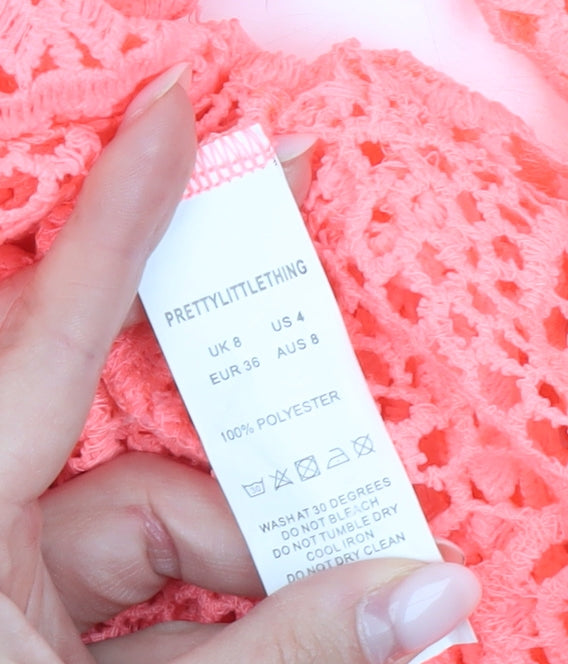 PRETTYLITTLETHING
UK 8 US 4
EUR 36 AUS 8
100% POLYESTER
30
WASH AT 30 DEGREES
DO NOT BLEACH
DO NOT TUMBLE DRY
COOL IRON
DO NOT DRY CLEAN